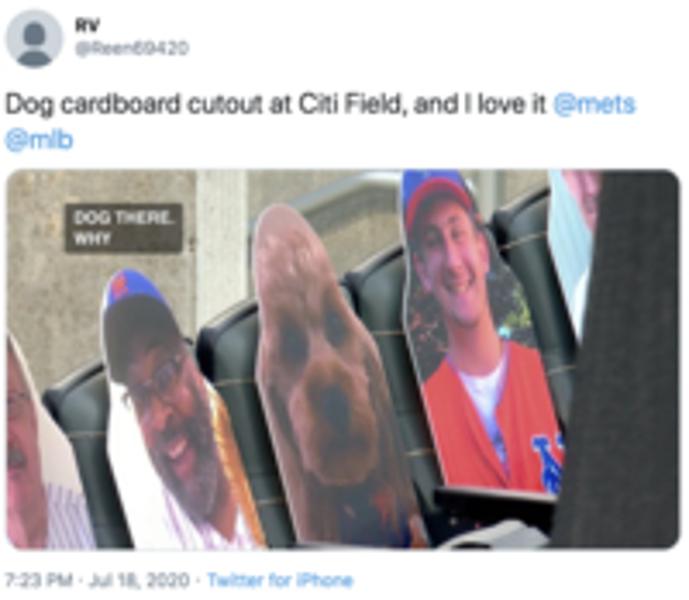 RV
@Reen69420
Dog cardboard cutout at Citi Field, and I love it @mets
@mlb
DOG THERE.
WHY
7:23 PM · Jul 18, 2020 · Twitter for iPhone